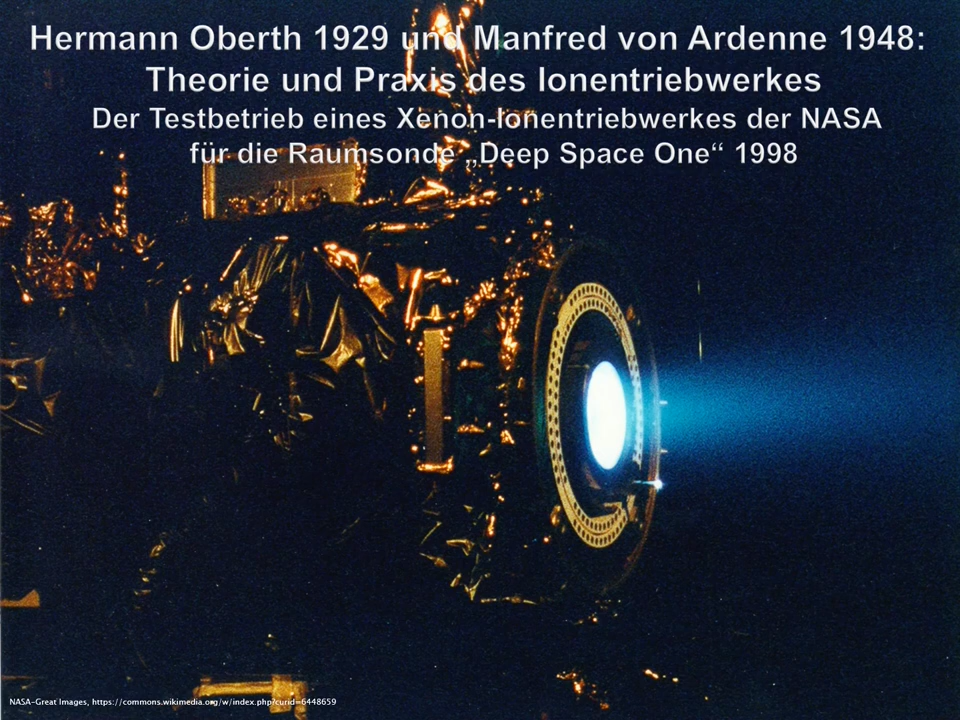 Hermann Oberth 1929 und Manfred von Ardenne 1948:
Theorie und Praxis des Ionentriebwerkes
Der Testbetrieb eines Xenon-Ionentriebwerkes der NASA
für die Raumsonde „Deep Space One“ 1998
NASA-Great Images, https://commons.wikimedia.org/w/index.php?curid=6448659